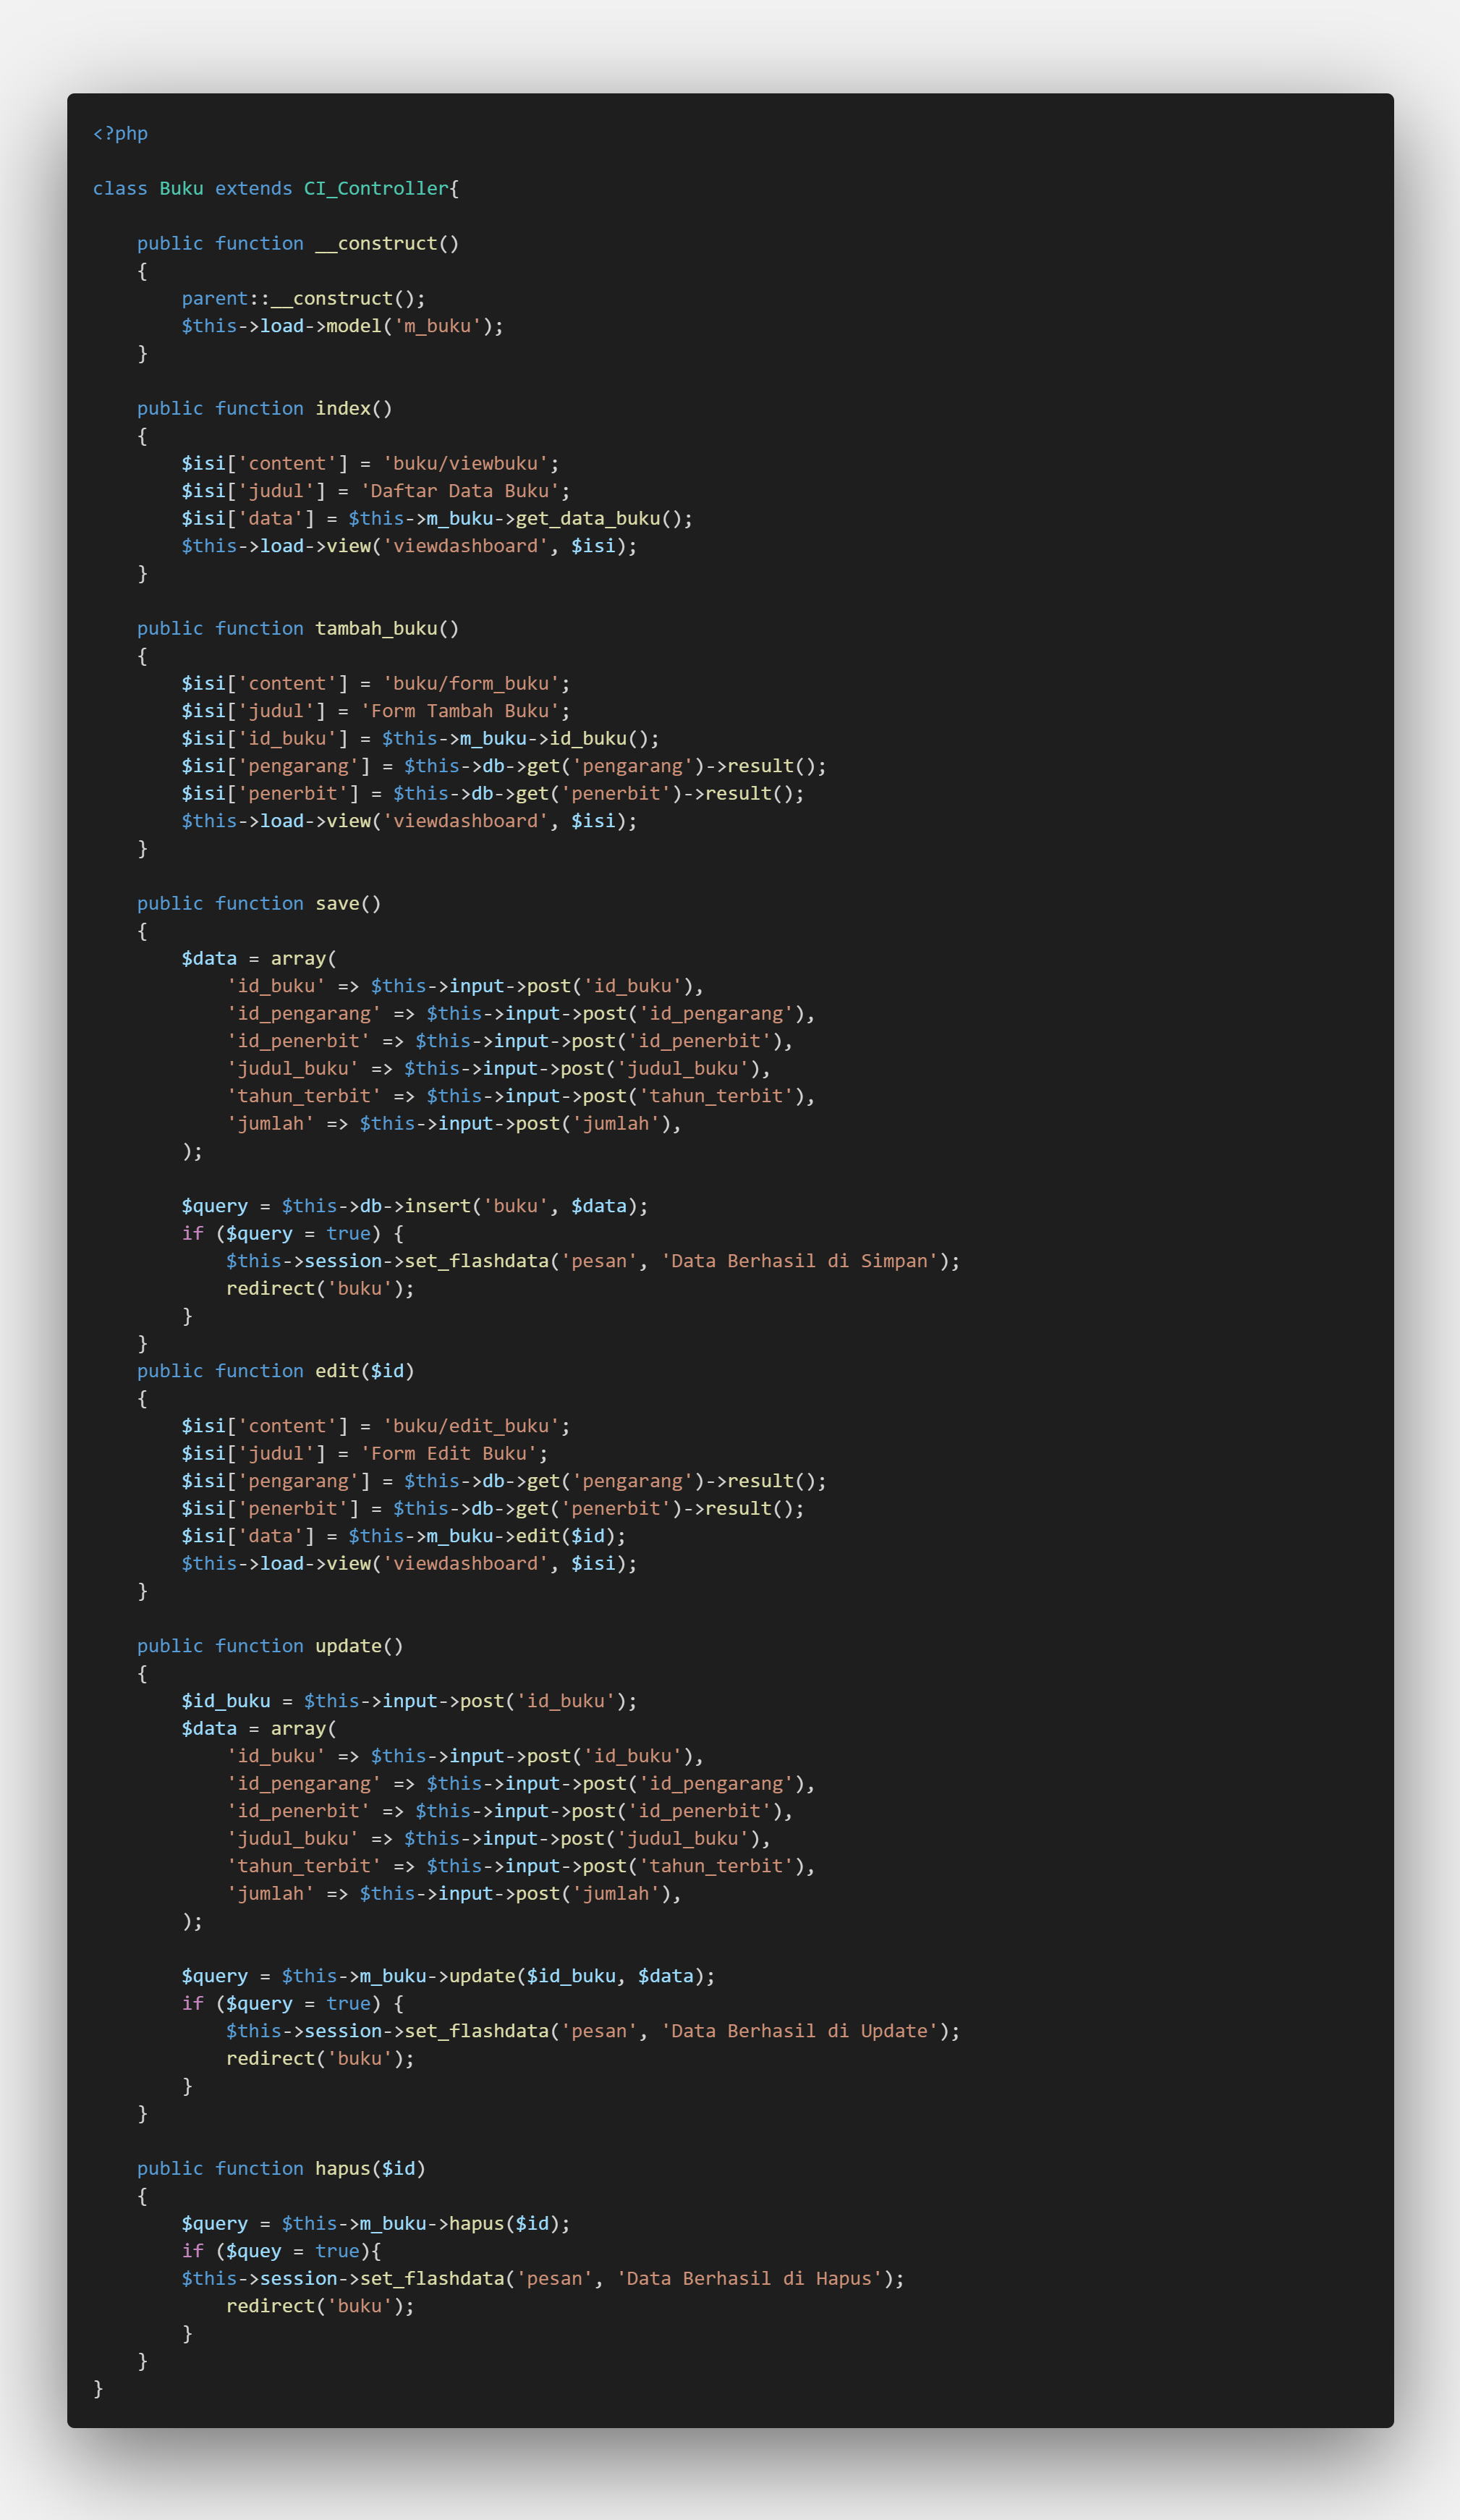 <?php
class Buku extends CI_Controller{
    public function __construct()
    {
        parent::__construct();
        $this->load->model('m_buku');
    }
    public function index()
    {
        $isi['content'] = 'buku/viewbuku';
        $isi['judul'] = 'Daftar Data Buku';
        $isi['data'] = $this->m_buku->get_data_buku();
        $this->load->view('viewdashboard', $isi);
    }
    public function tambah_buku()
    {
        $isi['content'] = 'buku/form_buku';
        $isi['judul'] = 'Form Tambah Buku';
        $isi['id_buku'] = $this->m_buku->id_buku();
        $isi['pengarang'] = $this->db->get('pengarang')->result();
        $isi['penerbit'] = $this->db->get('penerbit')->result();
        $this->load->view('viewdashboard', $isi);
    }
    public function save()
    {
        $data = array(
            'id_buku' => $this->input->post('id_buku'),
            'id_pengarang' => $this->input->post('id_pengarang'),
            'id_penerbit' => $this->input->post('id_penerbit'),
            'judul_buku' => $this->input->post('judul_buku'),
            'tahun_terbit' => $this->input->post('tahun_terbit'),
            'jumlah' => $this->input->post('jumlah'),
        );
        $query = $this->db->insert('buku', $data);
        if ($query = true) {
            $this->session->set_flashdata('pesan', 'Data Berhasil di Simpan');
            redirect('buku');
        }
    }
    public function edit($id)
    {
        $isi['content'] = 'buku/edit_buku';
        $isi['judul'] = 'Form Edit Buku';
        $isi['pengarang'] = $this->db->get('pengarang')->result();
        $isi['penerbit'] = $this->db->get('penerbit')->result();
        $isi['data'] = $this->m_buku->edit($id);
        $this->load->view('viewdashboard', $isi);
    }
    public function update()
    {
        $id_buku = $this->input->post('id_buku');
        $data = array(
            'id_buku' => $this->input->post('id_buku'),
            'id_pengarang' => $this->input->post('id_pengarang'),
            'id_penerbit' => $this->input->post('id_penerbit'),
            'judul_buku' => $this->input->post('judul_buku'),
            'tahun_terbit' => $this->input->post('tahun_terbit'),
            'jumlah' => $this->input->post('jumlah'),
        );
        $query = $this->m_buku->update($id_buku, $data);
        if ($query = true) {
            $this->session->set_flashdata('pesan', 'Data Berhasil di Update');
            redirect('buku');
        }
    }
    public function hapus($id)
    {
        $query = $this->m_buku->hapus($id);
        if ($quey = true){
        $this->session->set_flashdata('pesan', 'Data Berhasil di Hapus');
            redirect('buku');
        }
    }
}